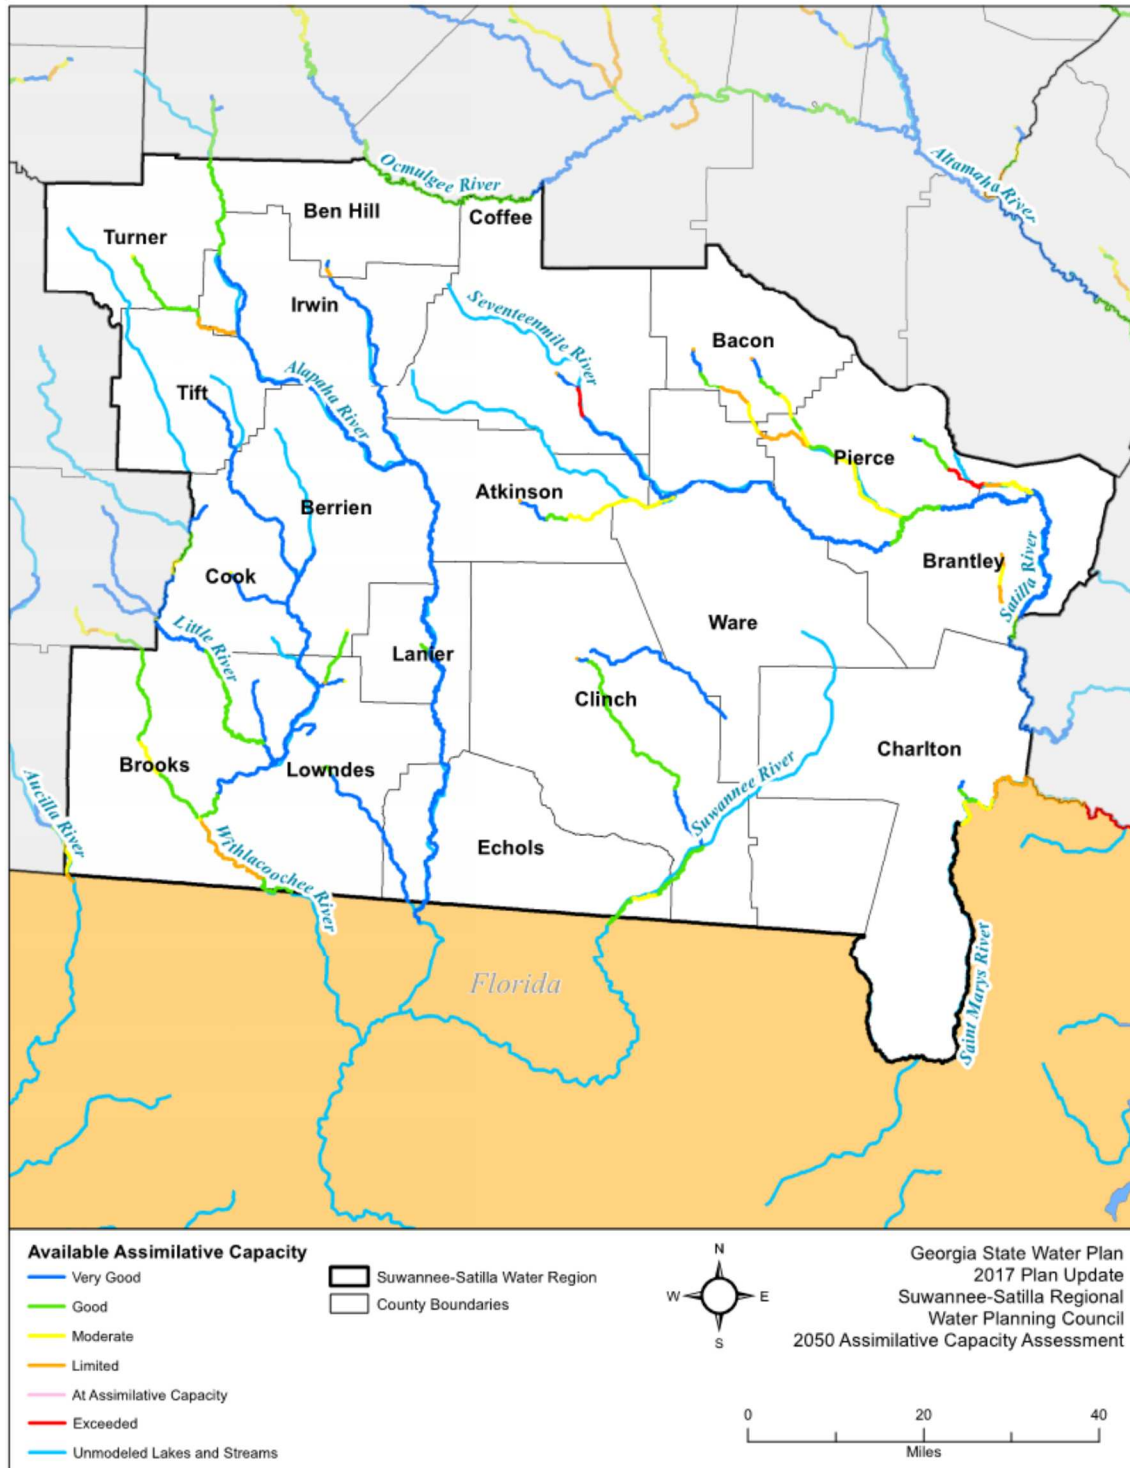 Ocmulgee River
Altamaha River
Ben Hill
Coffee
Turner
Irwin
Seventeenmile River
Bacon
Tift
Alapaha River
Pierce
Atkinson
Berrien
Brantley
Cook
Satilla River
Little River
Ware
Lanier
Clinch
Charlton
Brooks
Lowndes
Aucilla River
Suwannee River
Withlacoochee River
Echols
Florida
Saint Marys River
Available Assimilative Capacity
Very Good
Good
Moderate
Limited
At Assimilative Capacity
Exceeded
Unmodeled Lakes and Streams
Suwannee-Satilla Water Region
County Boundaries
N
W
E
S
Georgia State Water Plan
2017 Plan Update
Suwannee-Satilla Regional
Water Planning Council
2050 Assimilative Capacity Assessment
0 20 40
Miles